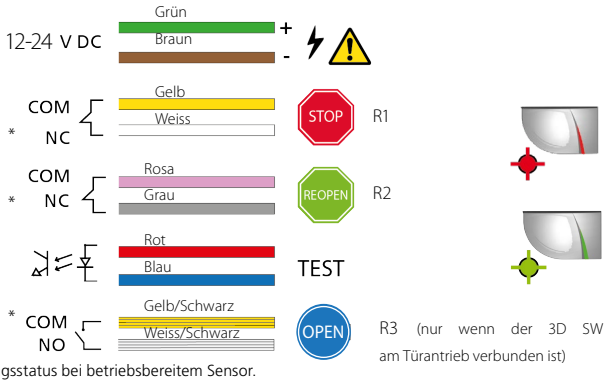 Grün
12-24 V DC
+
Braun
-
Gelb
COM
STOP
R1
Weiss
* NC
Rosa
COM
REOPEN
R2
Grau
* NC
Rot
TEST
Blau
Gelb/Schwarz
* COM
OPEN
R3 (nur wenn der 3D SW
Weiss/Schwarz
NO
am Türantrieb verbunden ist)
gsstatus bei betriebsbereitem Sensor.